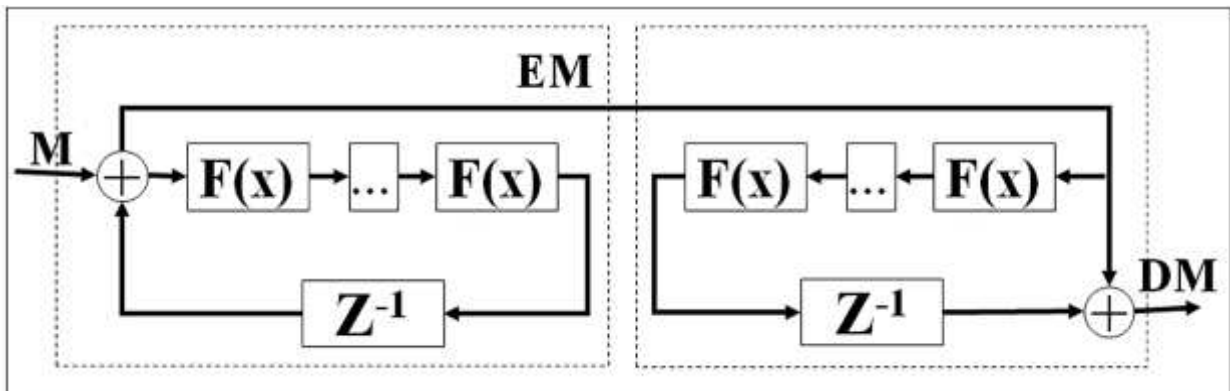 EM
M
F(x)
...
F(x)
F(x)
...
F(x)
Z-1
Z-1
DM